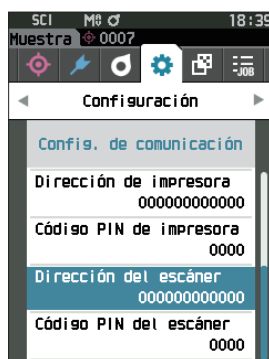 SCI M0 18:39
Muestra 0007
JOB
Configuración
Config. de comunicación
Dirección de impresora
000000000000
Código PIN de impresora
0000
Dirección del escáner
000000000000
Código PIN del escáner
0000